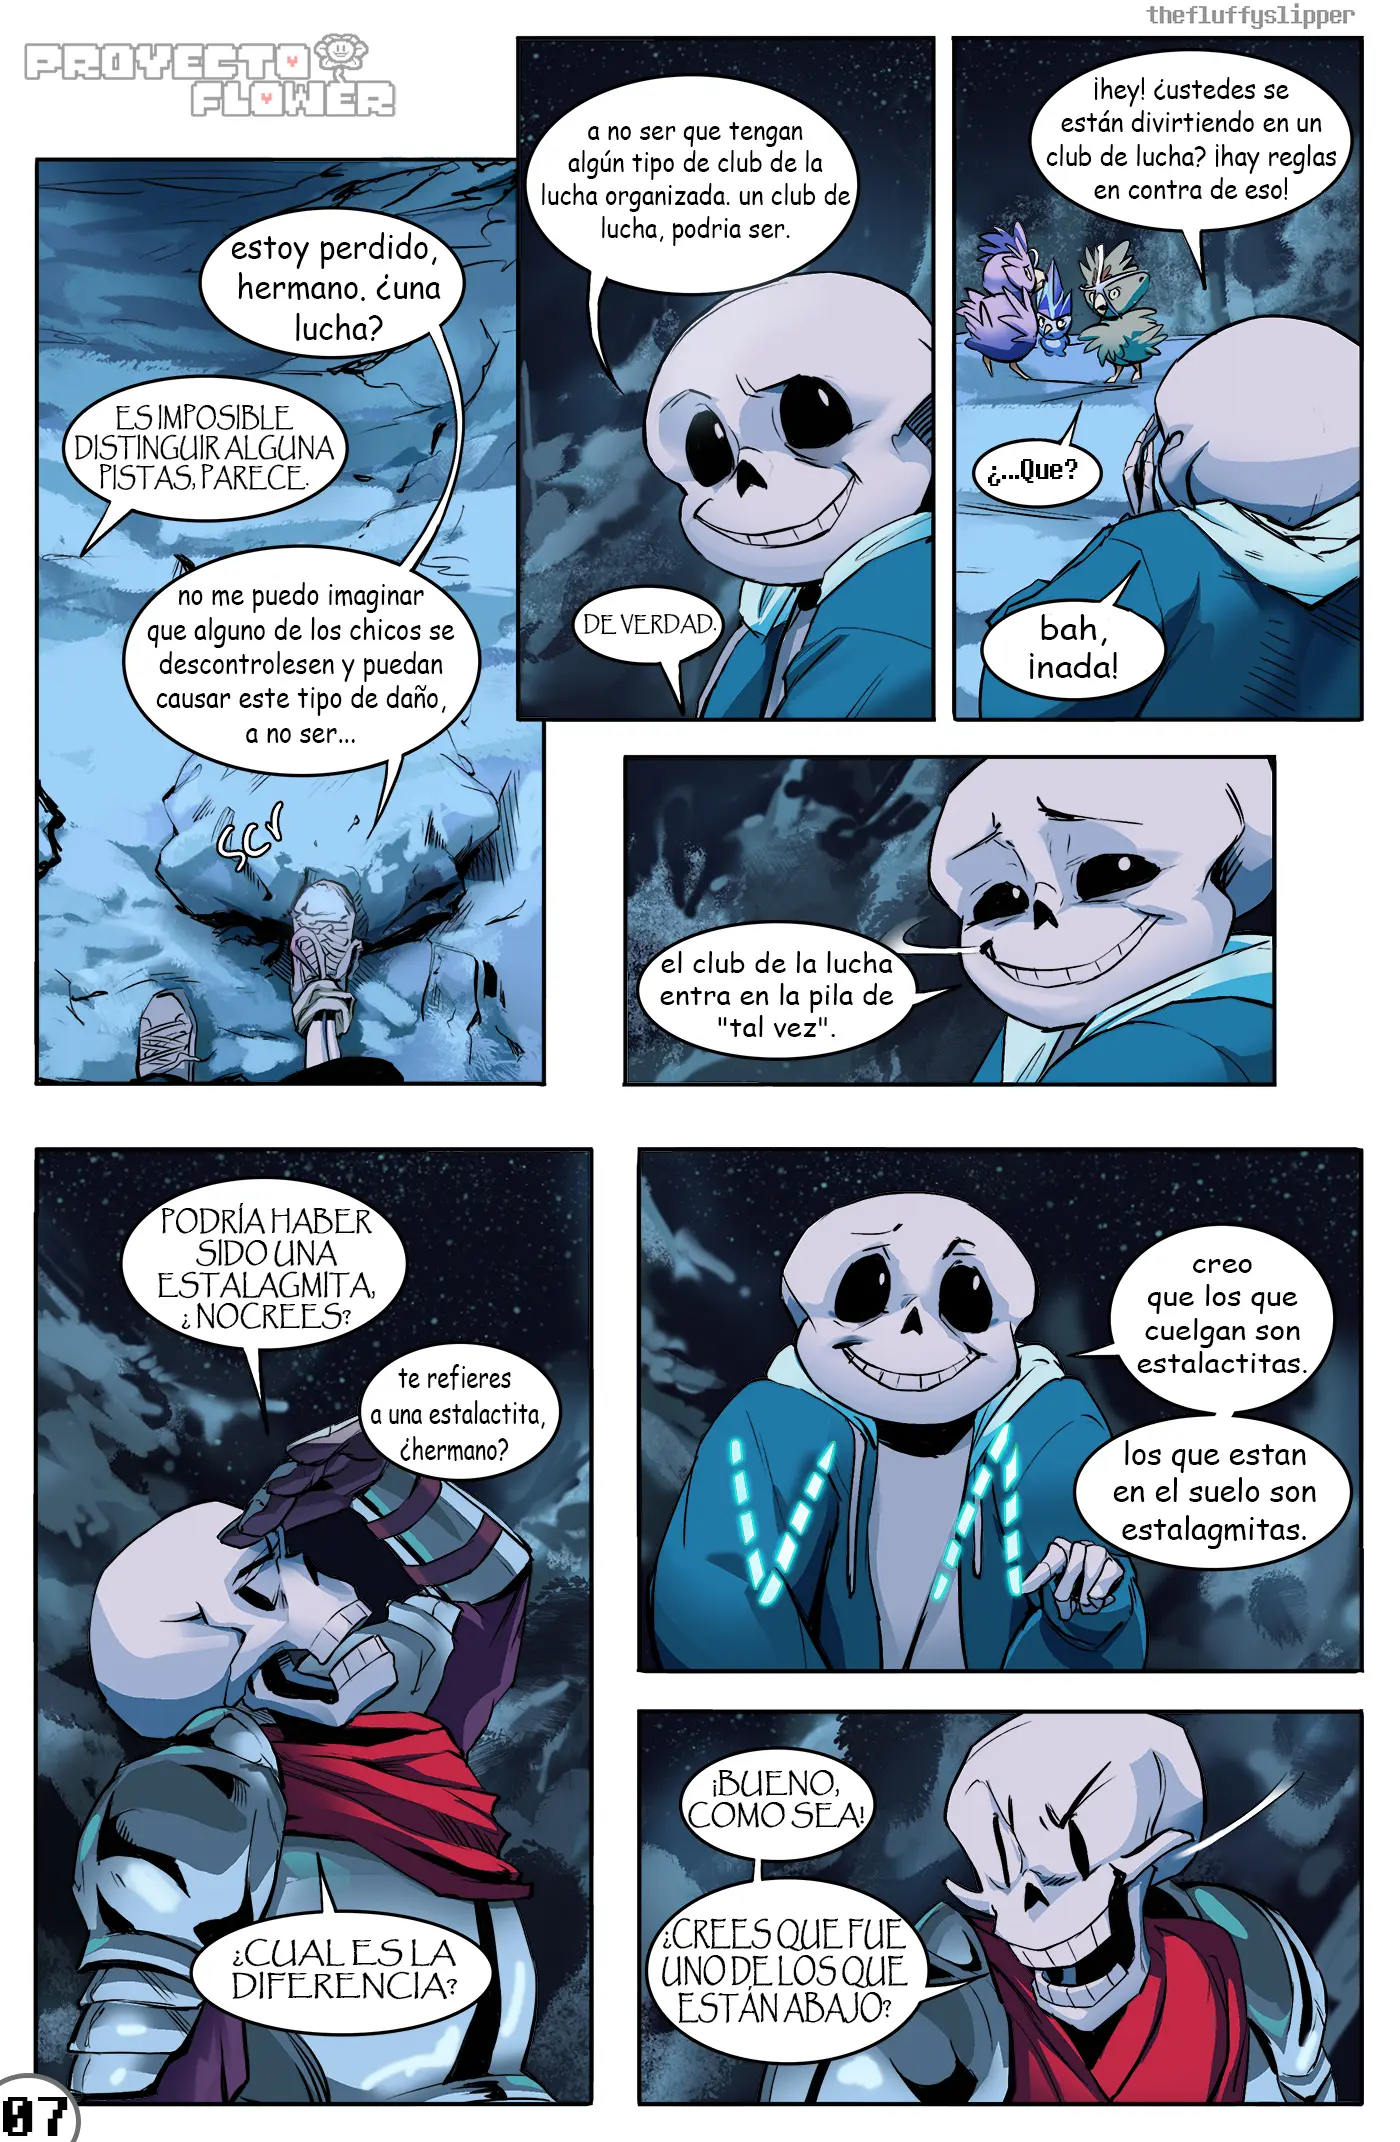 thefluffyslipper
PROYECTO
FLOWER
estoy perdido,
hermano. ¿una
lucha?
ES IMPOSIBLE
DISTINGUIR ALGUNA
PISTAS, PARECE.
no me puedo imaginar
que alguno de los chicos se
descontrolesen y puedan
causar este tipo de daño,
a no ser...
SCr
a no ser que tengan
algún tipo de club de la
lucha organizada. un club de
lucha, podria ser.
DE VERDAD.
¡hey! ¿ustedes se
están divirtiendo en un
club de lucha? ¡hay reglas
en contra de eso!
¿...Que?
bah,
¡nada!
el club de la lucha
entra en la pila de
"tal vez".
PODRÍA HABER
SIDO UNA
ESTALAGMITA,
¿NOCREES?
te refieres
a una estalactita,
¿hermano?
¿CUAL ES LA
DIFERENCIA?
creo
que los que
cuelgan son
estalactitas.
los que estan
en el suelo son
estalagmitas.
¡BUENO,
COMO SEA!
¿CREES QUE FUE
UNO DE LOS QUE
ESTÁN ABAJO?
07